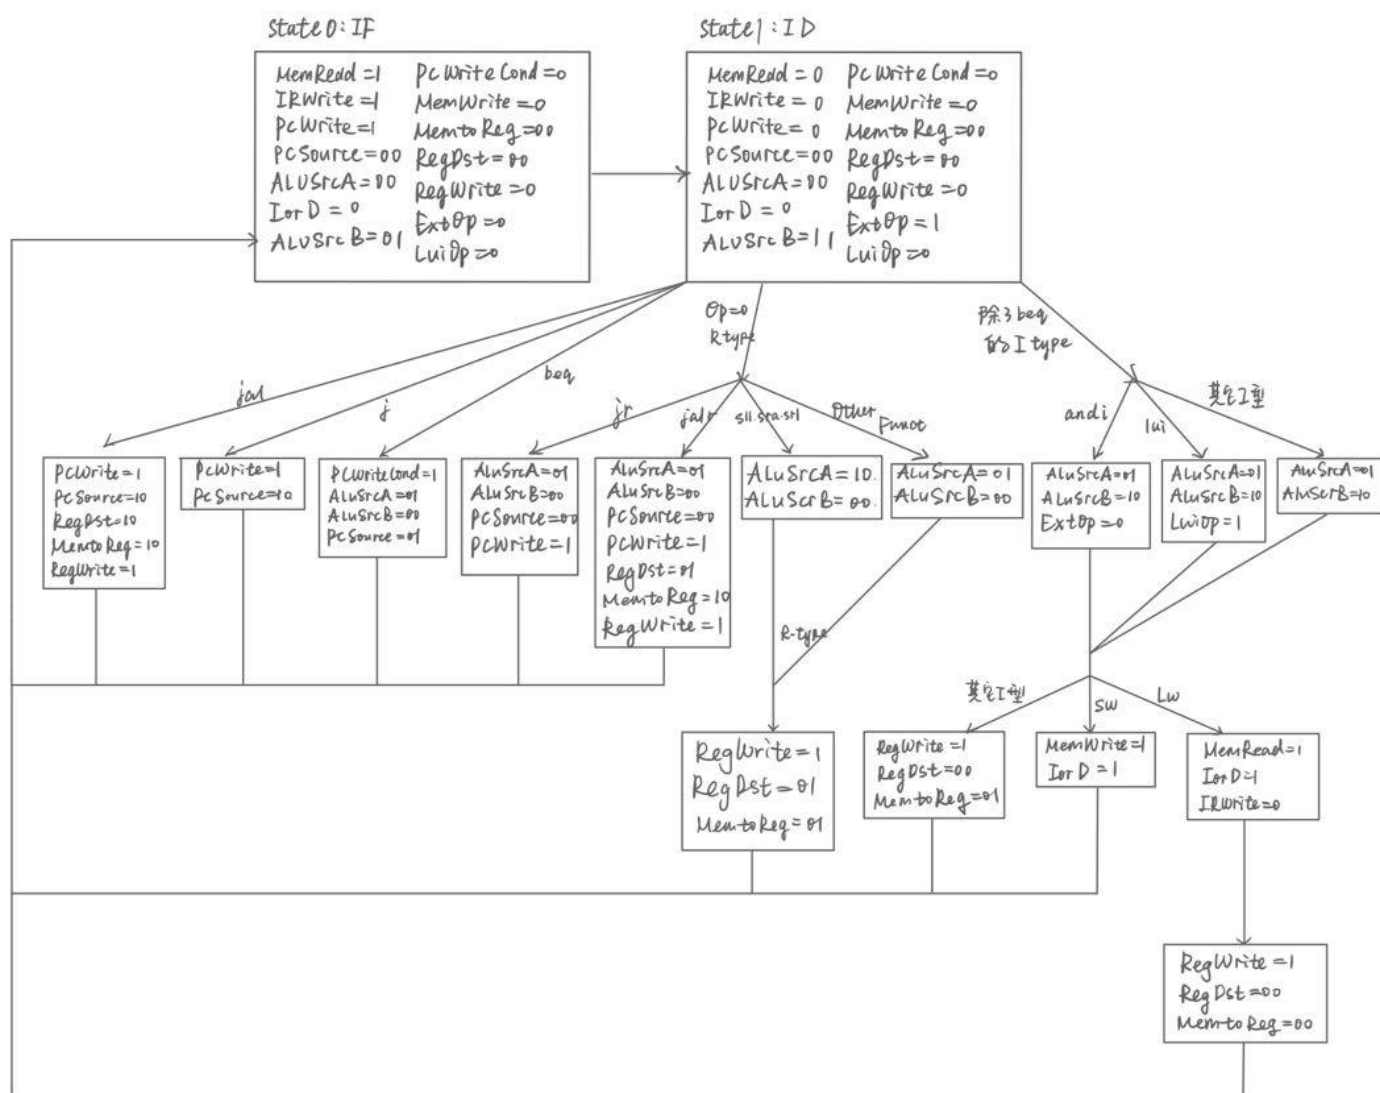 State0:IF
MemRead=1
IRWrite=1
PCWrite=1
PCSource=00
ALUSrcA=00
IorD=0
ALUSrcB=01
PCWriteCond=0
MemWrite=0
MemtoReg=00
RegDst=00
RegWrite=0
ExtOp=0
LuiOp=0
State1:ID
MemRead=0
IRWrite=0
PCWrite=0
PCSource=00
ALUSrcA=00
IorD=0
ALUSrcB=11
PCWriteCond=0
MemWrite=0
MemtoReg=00
RegDst=00
RegWrite=0
ExtOp=1
LuiOp=0
jal
j
beq
Op=0
Rtype
除了beq
的Itype
jr
jalr
sll.sra.srl
Other
Funct
andi
lui
其它I型
PCWrite=1
PCSource=10
RegDst=10
MemtoReg=10
RegWrite=1
PCWrite=1
PCSource=10
PCWriteCond=1
ALUSrcA=01
ALUSrcB=00
PCSource=01
ALUSrcA=01
ALUSrcB=00
PCSource=00
PCWrite=1
ALUSrcA=01
ALUSrcB=00
PCSource=00
PCWrite=1
RegDst=01
MemtoReg=10
RegWrite=1
ALUSrcA=10.
ALUScrB=00.
ALUSrcA=01
ALUSrcB=00
ALUSrcA=01
ALUSrcB=10
ExtOp=0
ALUSrcA=01
ALUSrcB=10
LuiOp=1
ALUSrcA=01
ALUScrB=10
R-type
其它I型
SW
LW
RegWrite=1
RegDst=01
MemtoReg=01
RegWrite=1
RegDst=00
MemtoReg=01
MemWrite=1
IorD=1
MemRead=1
IorD=1
IRWrite=0
RegWrite=1
RegDst=00
MemtoReg=00